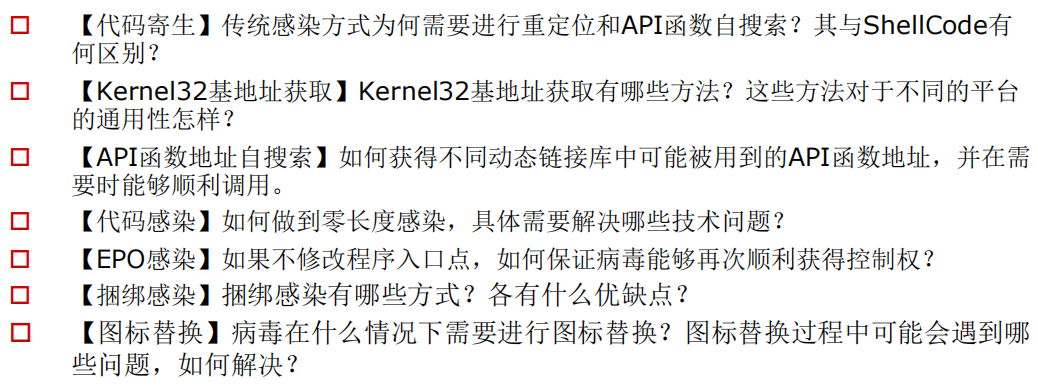 【代码寄生】传统感染方式为何需要进行重定位和API函数自搜索？其与ShellCode有
何区别？
【Kernel32基地址获取】Kernel32基地址获取有哪些方法？这些方法对于不同的平台
的通用性怎样？
【API函数地址自搜索】如何获得不同动态链接库中可能被用到的API函数地址，并在需
要时能够顺利调用。
【代码感染】如何做到零长度感染，具体需要解决哪些技术问题？
【EPO感染】如果不修改程序入口点，如何保证病毒能够再次顺利获得控制权？
【捆绑感染】捆绑感染有哪些方式？各有什么优缺点？
【图标替换】病毒在什么情况下需要进行图标替换？图标替换过程中可能会遇到哪
些问题，如何解决？